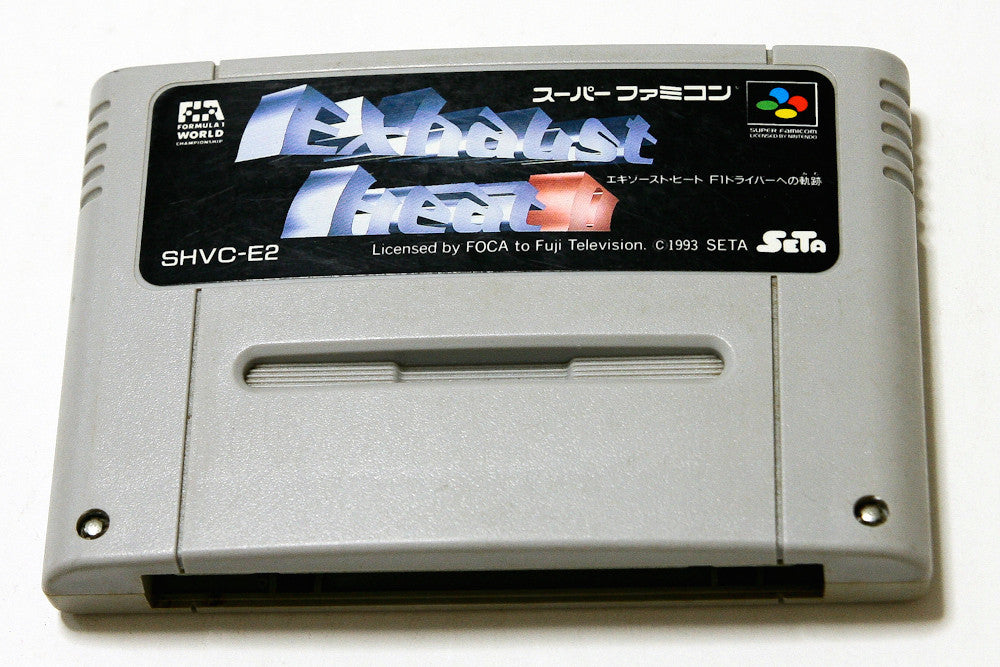 FIA
FORMULA 1
WORLD
CHAMPIONSHIP
スーパーファミコン
SUPER FAMICOM
LICENSED BY NINTENDO
Exhaust
Heat II
エキゾースト・ヒート F1ドライバーへの軌跡
SHVC-E2
Licensed by FOCA to Fuji Television. © 1993 SETA
SETA